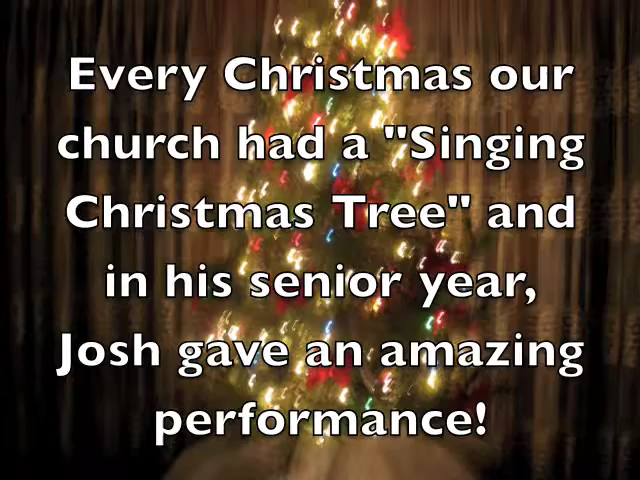 Every Christmas our
church had a "Singing
Christmas Tree" and
in his senior year,
Josh gave an amazing
performance!